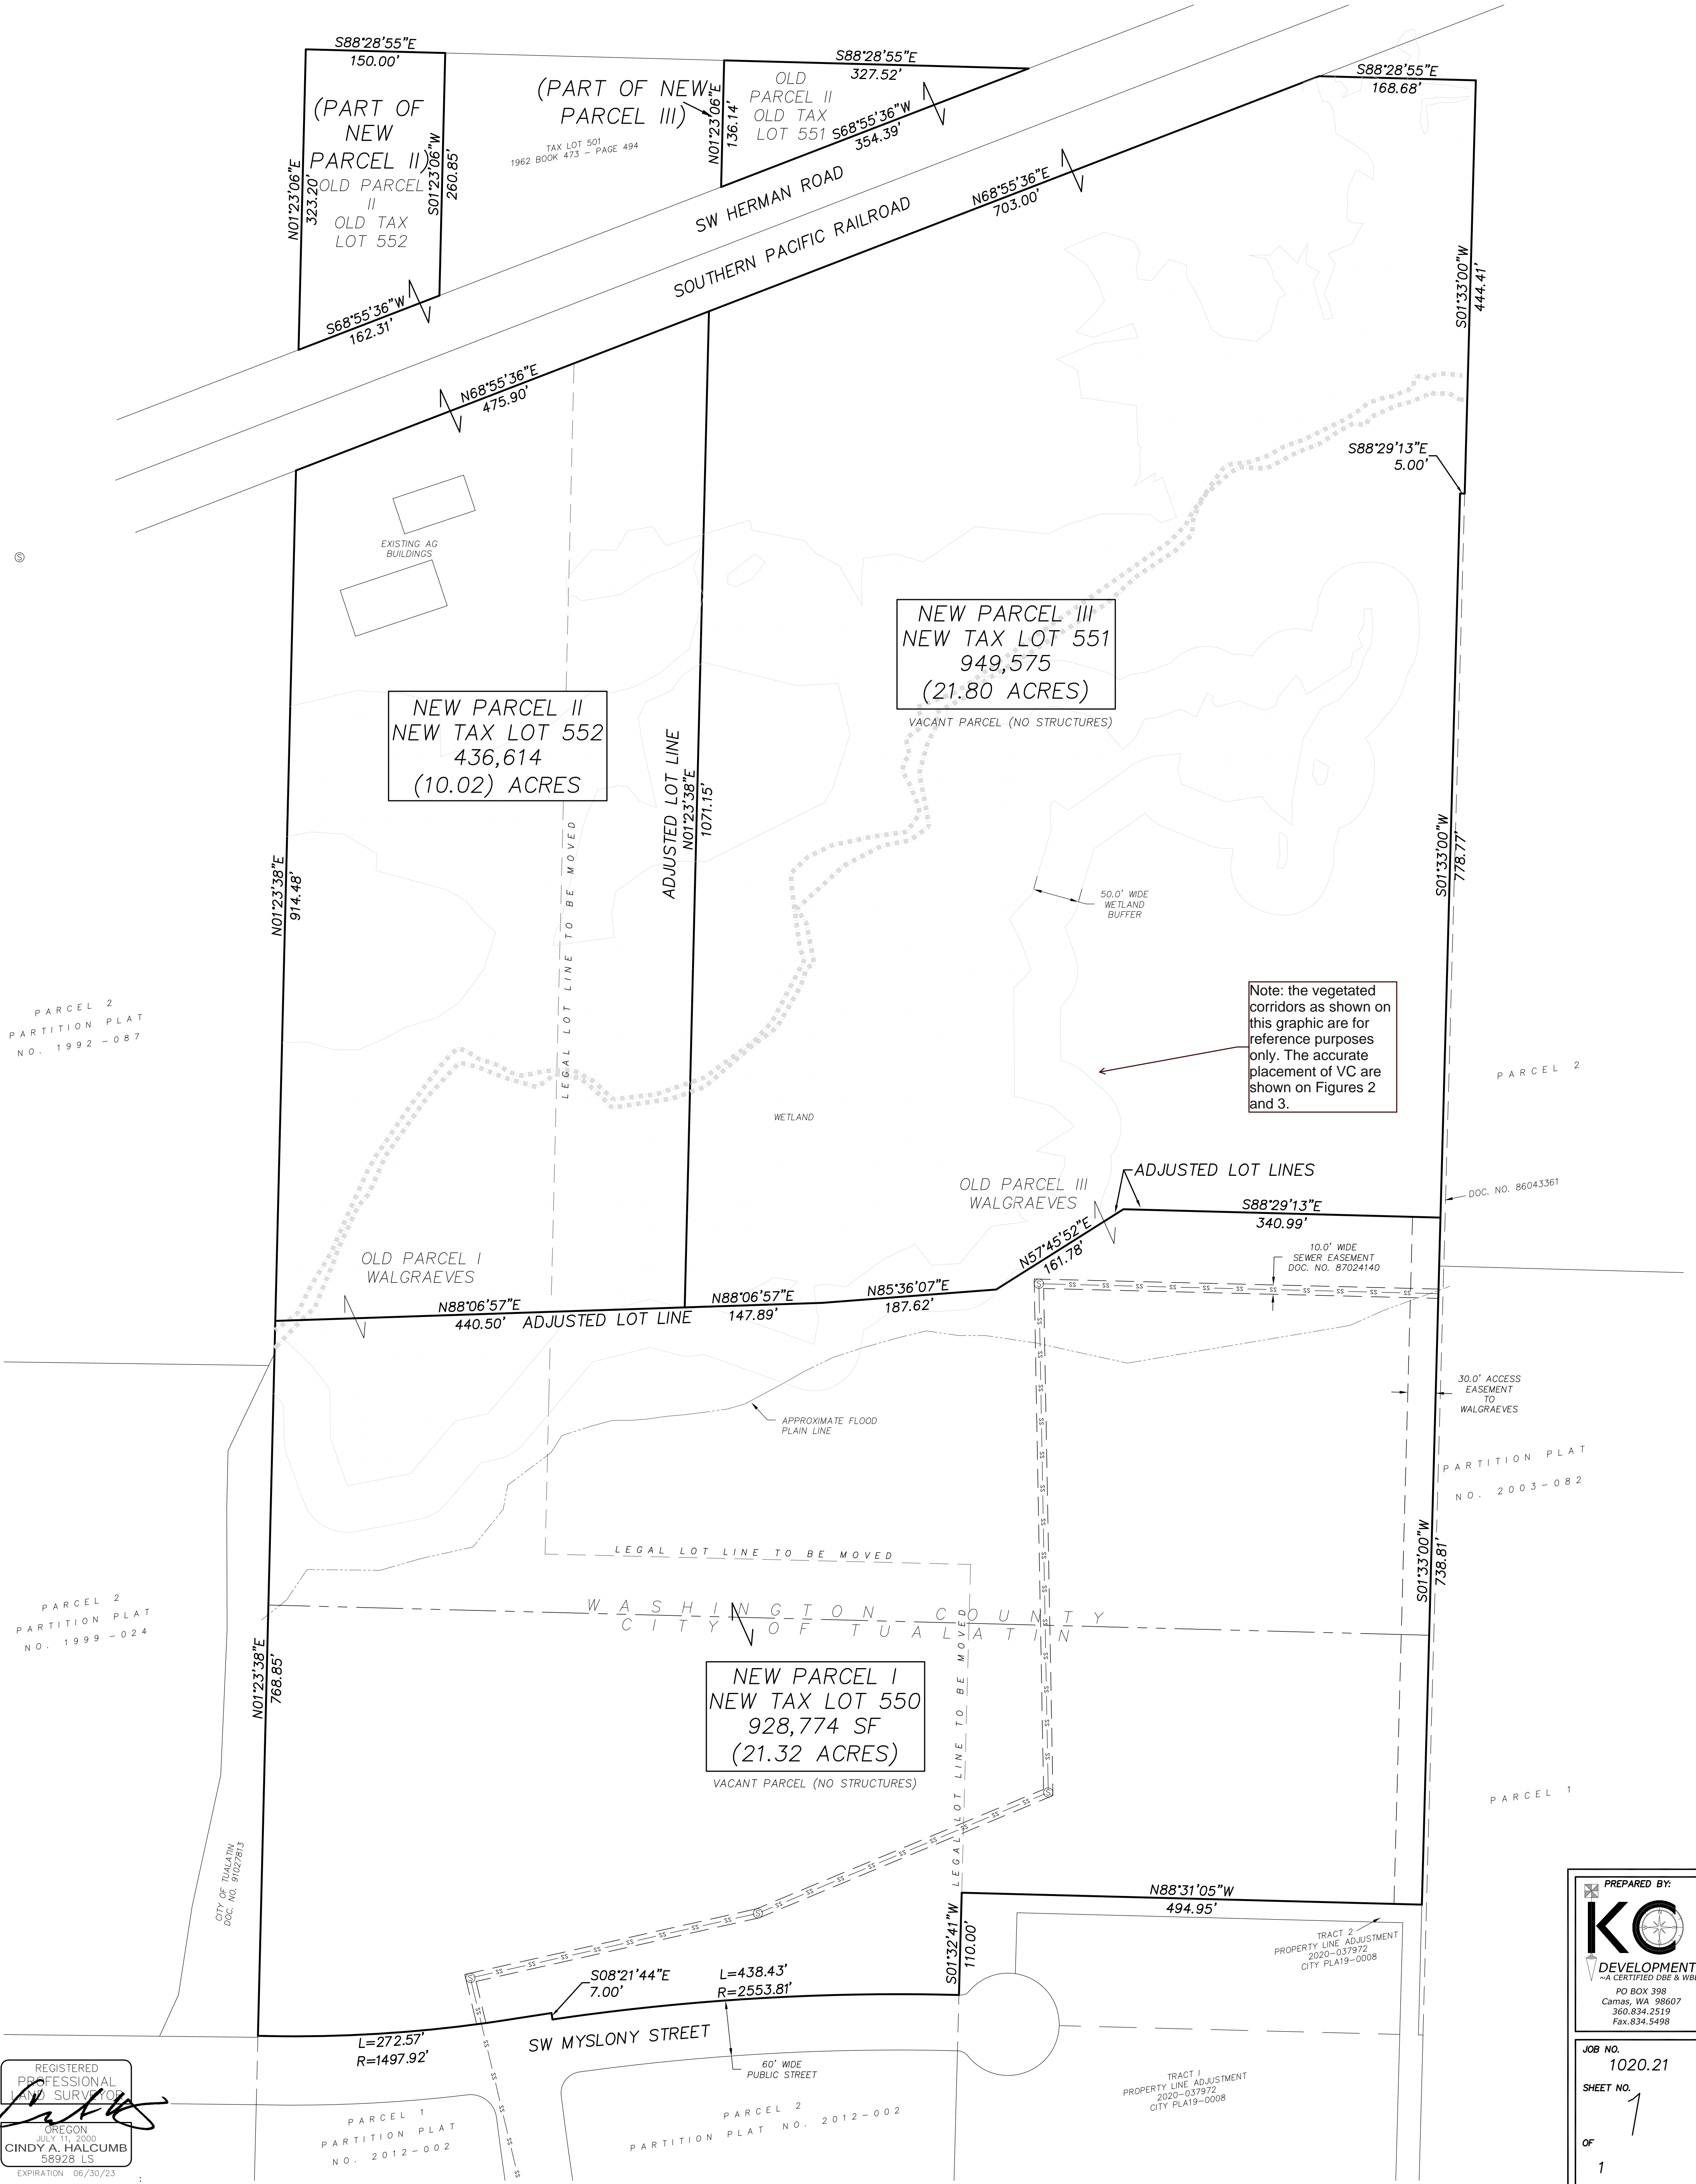 S88°28'55"E
150.00'
(PART OF
NEW
PARCEL II)
OLD PARCEL
II
OLD TAX
LOT 552
N01°23'06"E
323.20'
S01°23'06"W
260.85'
S68°55'36"W
162.31'
(PART OF NEW
PARCEL III)
TAX LOT 501
1962 BOOK 473 - PAGE 494
N01°23'06"E
136.14'
S88°28'55"E
327.52'
OLD
PARCEL II
OLD TAX
LOT 551
S68°55'36"W
354.39'
S88°28'55"E
168.68'
SW HERMAN ROAD
SOUTHERN PACIFIC RAILROAD
N68°55'36"E
703.00'
N68°55'36"E
475.90'
S01°33'00"W
444.41'
S88°29'13"E
5.00'
S
EXISTING AG
BUILDINGS
NEW PARCEL III
NEW TAX LOT 551
949,575
(21.80 ACRES)
VACANT PARCEL (NO STRUCTURES)
NEW PARCEL II
NEW TAX LOT 552
436,614
(10.02) ACRES
ADJUSTED LOT LINE
N01°23'38"E
1071.15'
LEGAL LOT LINE TO BE MOVED
N01°23'38"E
914.48'
S01°33'00"W
778.77'
50.0' WIDE
WETLAND
BUFFER
Note: the vegetated
corridors as shown on
this graphic are for
reference purposes
only. The accurate
placement of VC are
shown on Figures 2
and 3.
PARCEL 2
PARTITION PLAT
NO. 1992-087
PARCEL 2
WETLAND
OLD PARCEL III
WALGRAEVES
ADJUSTED LOT LINES
DOC. NO. 86043361
S88°29'13"E
340.99'
N57°45'52"E
161.78'
10.0' WIDE
SEWER EASEMENT
DOC. NO. 87024140
OLD PARCEL I
WALGRAEVES
N88°06'57"E
440.50'
ADJUSTED LOT LINE
N88°06'57"E
147.89'
N85°36'07"E
187.62'
S
SS SS SS SS SS SS SS SS
30.0' ACCESS
EASEMENT
TO
WALGRAEVES
APPROXIMATE FLOOD
PLAIN LINE
PARTITION PLAT
NO. 2003-082
LEGAL LOT LINE TO BE MOVED
S01°33'00"W
738.81'
PARCEL 2
PARTITION PLAT
NO. 1999-024
WASHINGTON COUNTY
CITY OF TUALATIN
LEGAL LOT LINE TO BE MOVED
N01°23'38"E
768.85'
NEW PARCEL I
NEW TAX LOT 550
928,774 SF
(21.32 ACRES)
VACANT PARCEL (NO STRUCTURES)
PARCEL 1
CITY OF TUALATIN
DOC. NO. 91027813
N88°31'05"W
494.95'
S01°32'41"W
110.00'
TRACT 2
PROPERTY LINE ADJUSTMENT
2020-037972
CITY PLA19-0008
S08°21'44"E
7.00'
L=438.43'
R=2553.81'
L=272.57'
R=1497.92'
SW MYSLONY STREET
60' WIDE
PUBLIC STREET
TRACT I
PROPERTY LINE ADJUSTMENT
2020-037972
CITY PLA19-0008
PARCEL 1
PARTITION PLAT
NO. 2012-002
PARCEL 2
PARTITION PLAT NO. 2012-002
REGISTERED
PROFESSIONAL
LAND SURVEYOR
OREGON
JULY 11, 2000
CINDY A. HALCUMB
58928 LS
EXPIRATION 06/30/23
PREPARED BY:
KC
DEVELOPMENT
~A CERTIFIED DBE & WBE
PO BOX 398
Camas, WA 98607
360.834.2519
Fax.834.5498
JOB NO.
1020.21
SHEET NO.
1
OF
1